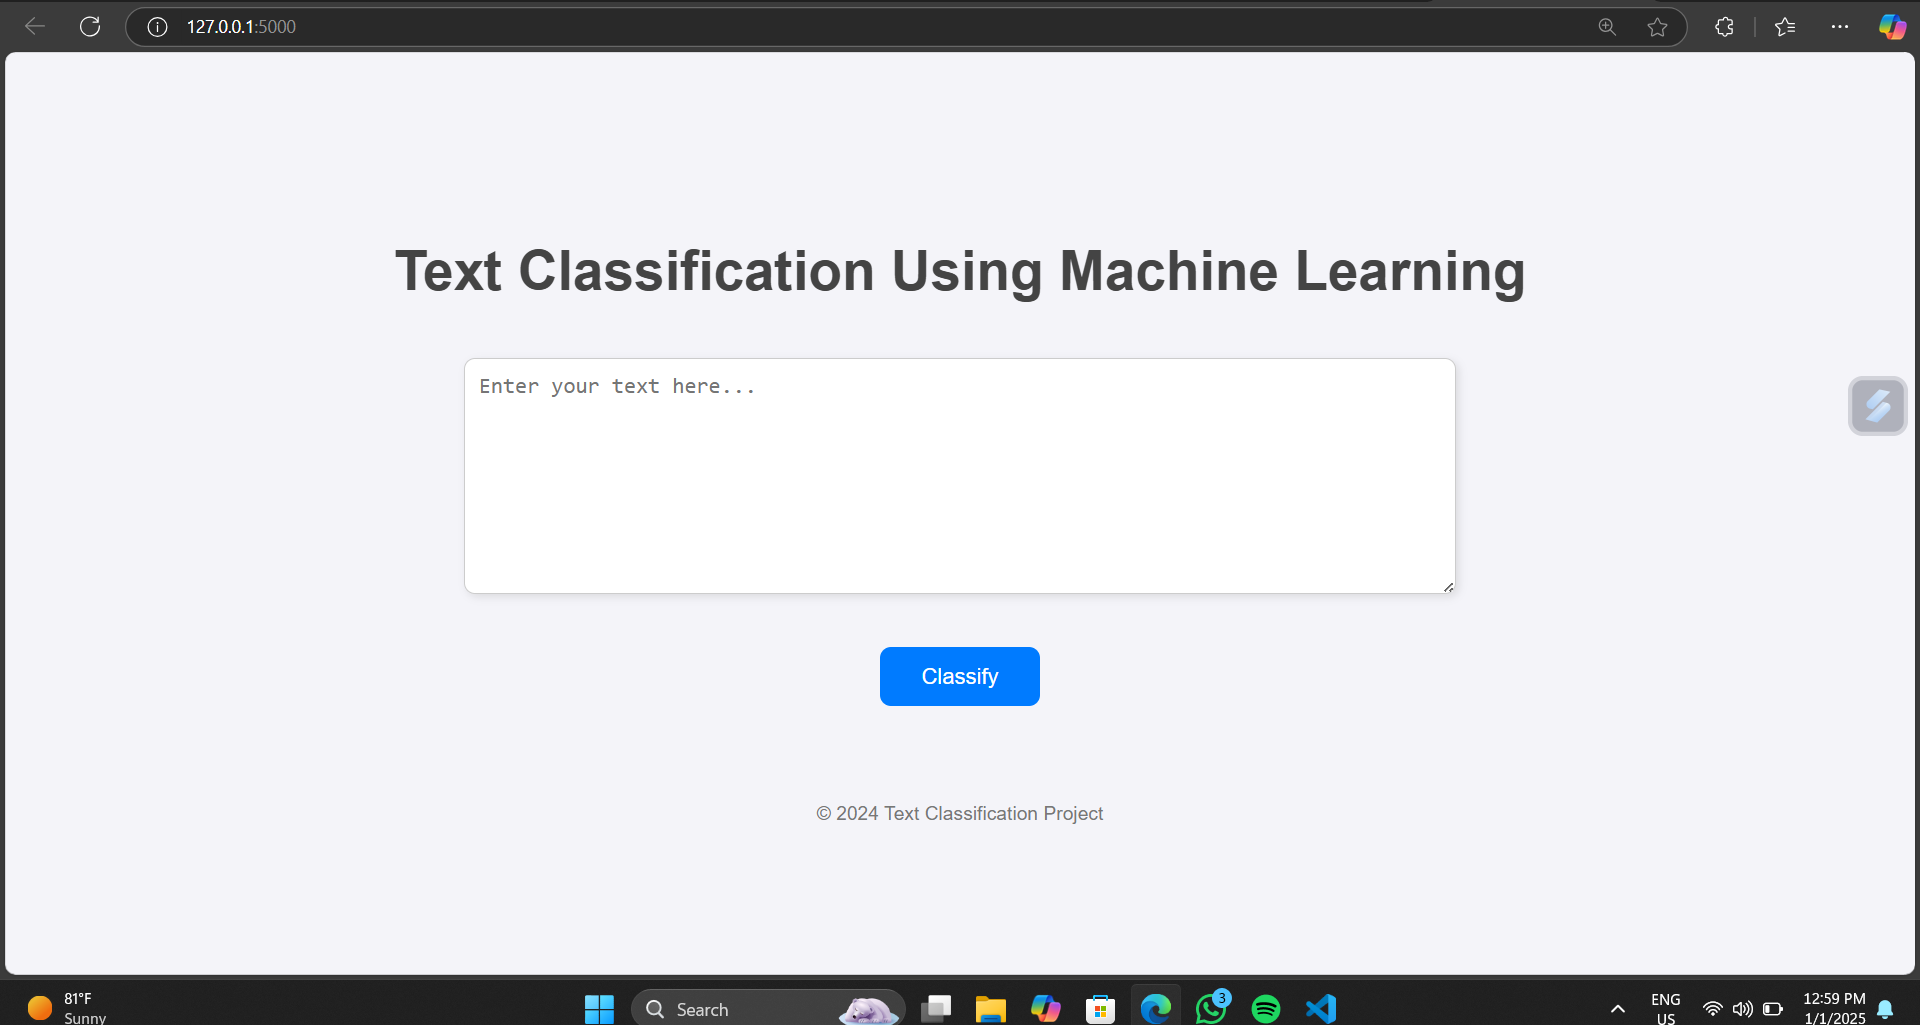 127.0.0.1:5000
Text Classification Using Machine Learning
Enter your text here...
Classify
© 2024 Text Classification Project
81°F
Sunny
Search
3
ENG
US
12:59 PM
1/1/2025